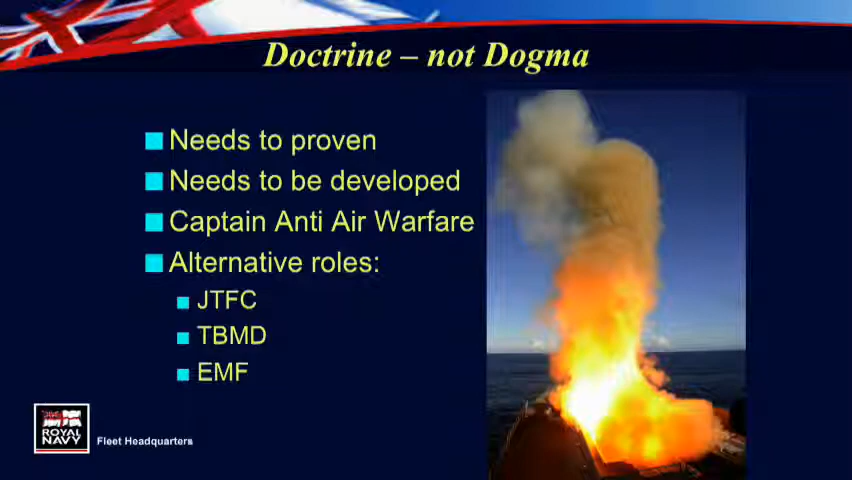 Doctrine – not Dogma
Needs to proven
Needs to be developed
Captain Anti Air Warfare
Alternative roles:
JTFC
TBMD
EMF
ROYAL
NAVY
Fleet Headquarters